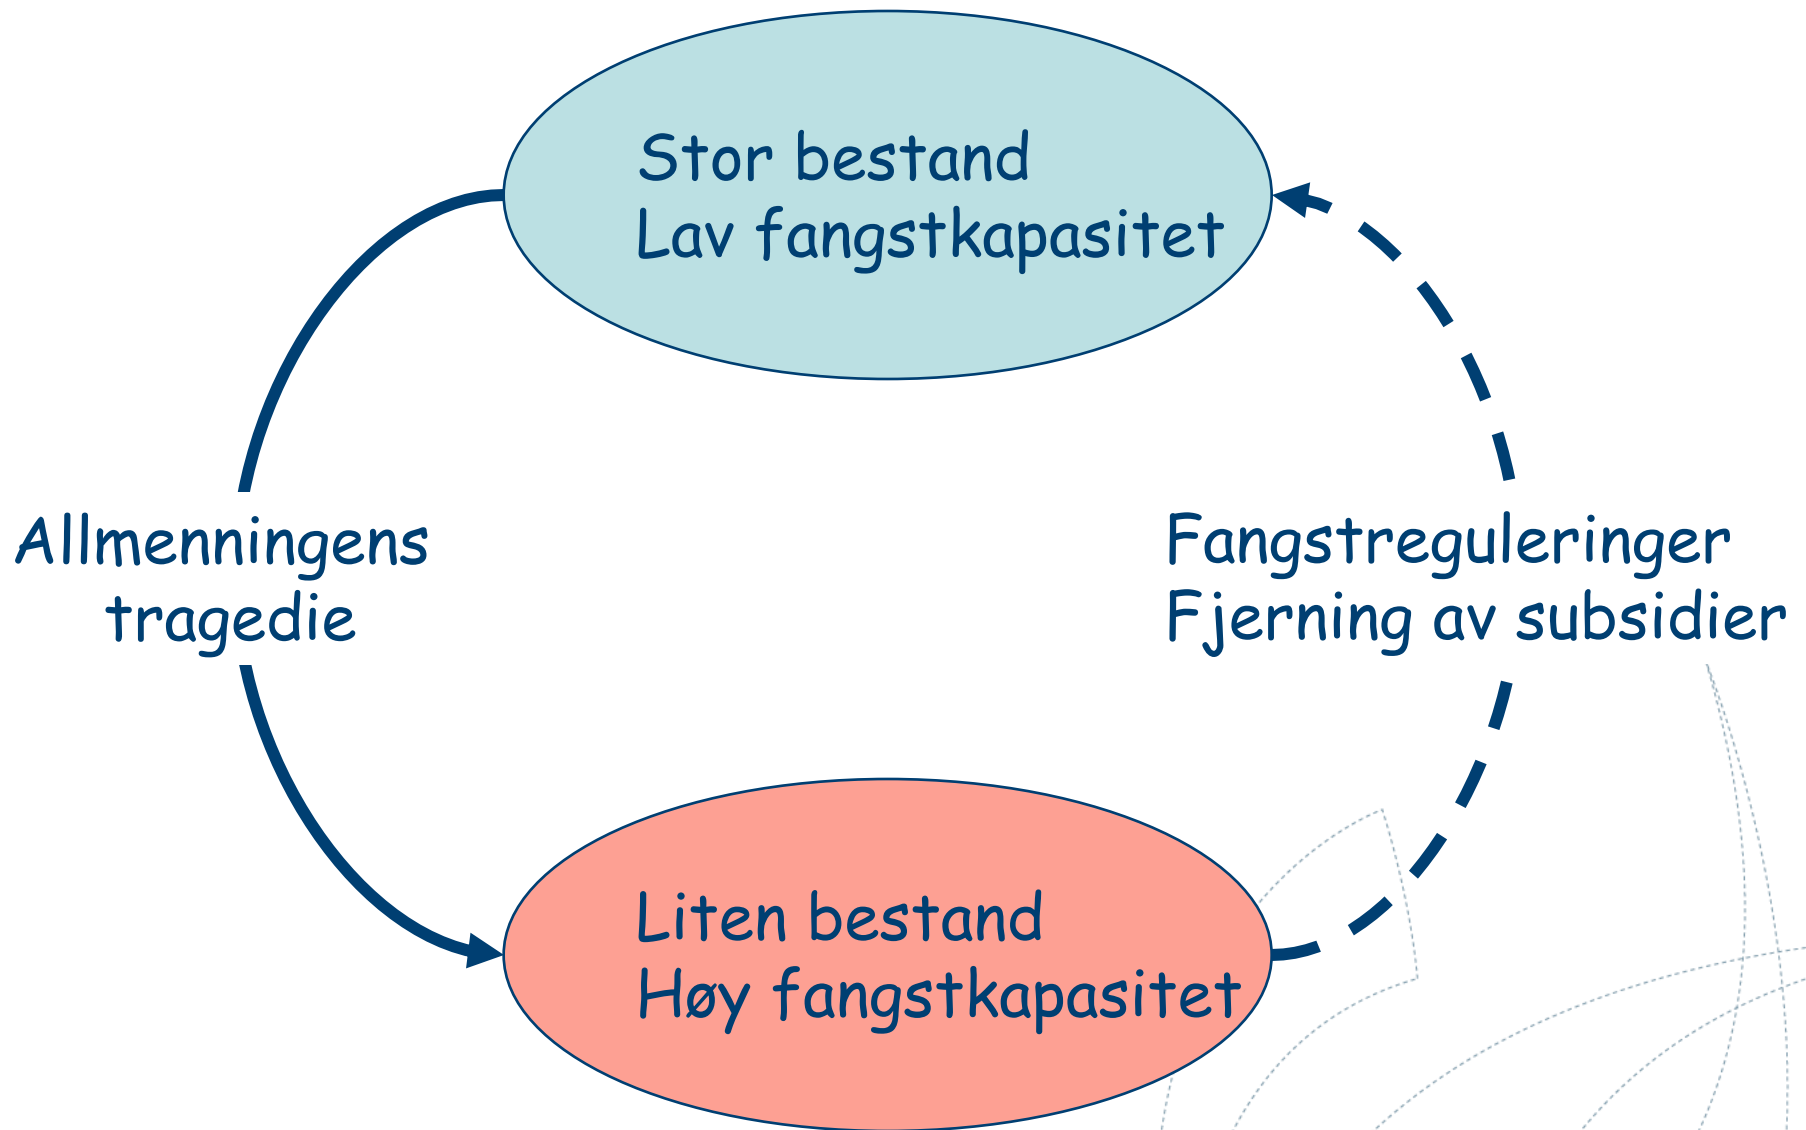 Stor bestand
Lav fangstkapasitet
Allmenningens
tragedie
Fangstreguleringer
Fjerning av subsidier
Liten bestand
Høy fangstkapasitet